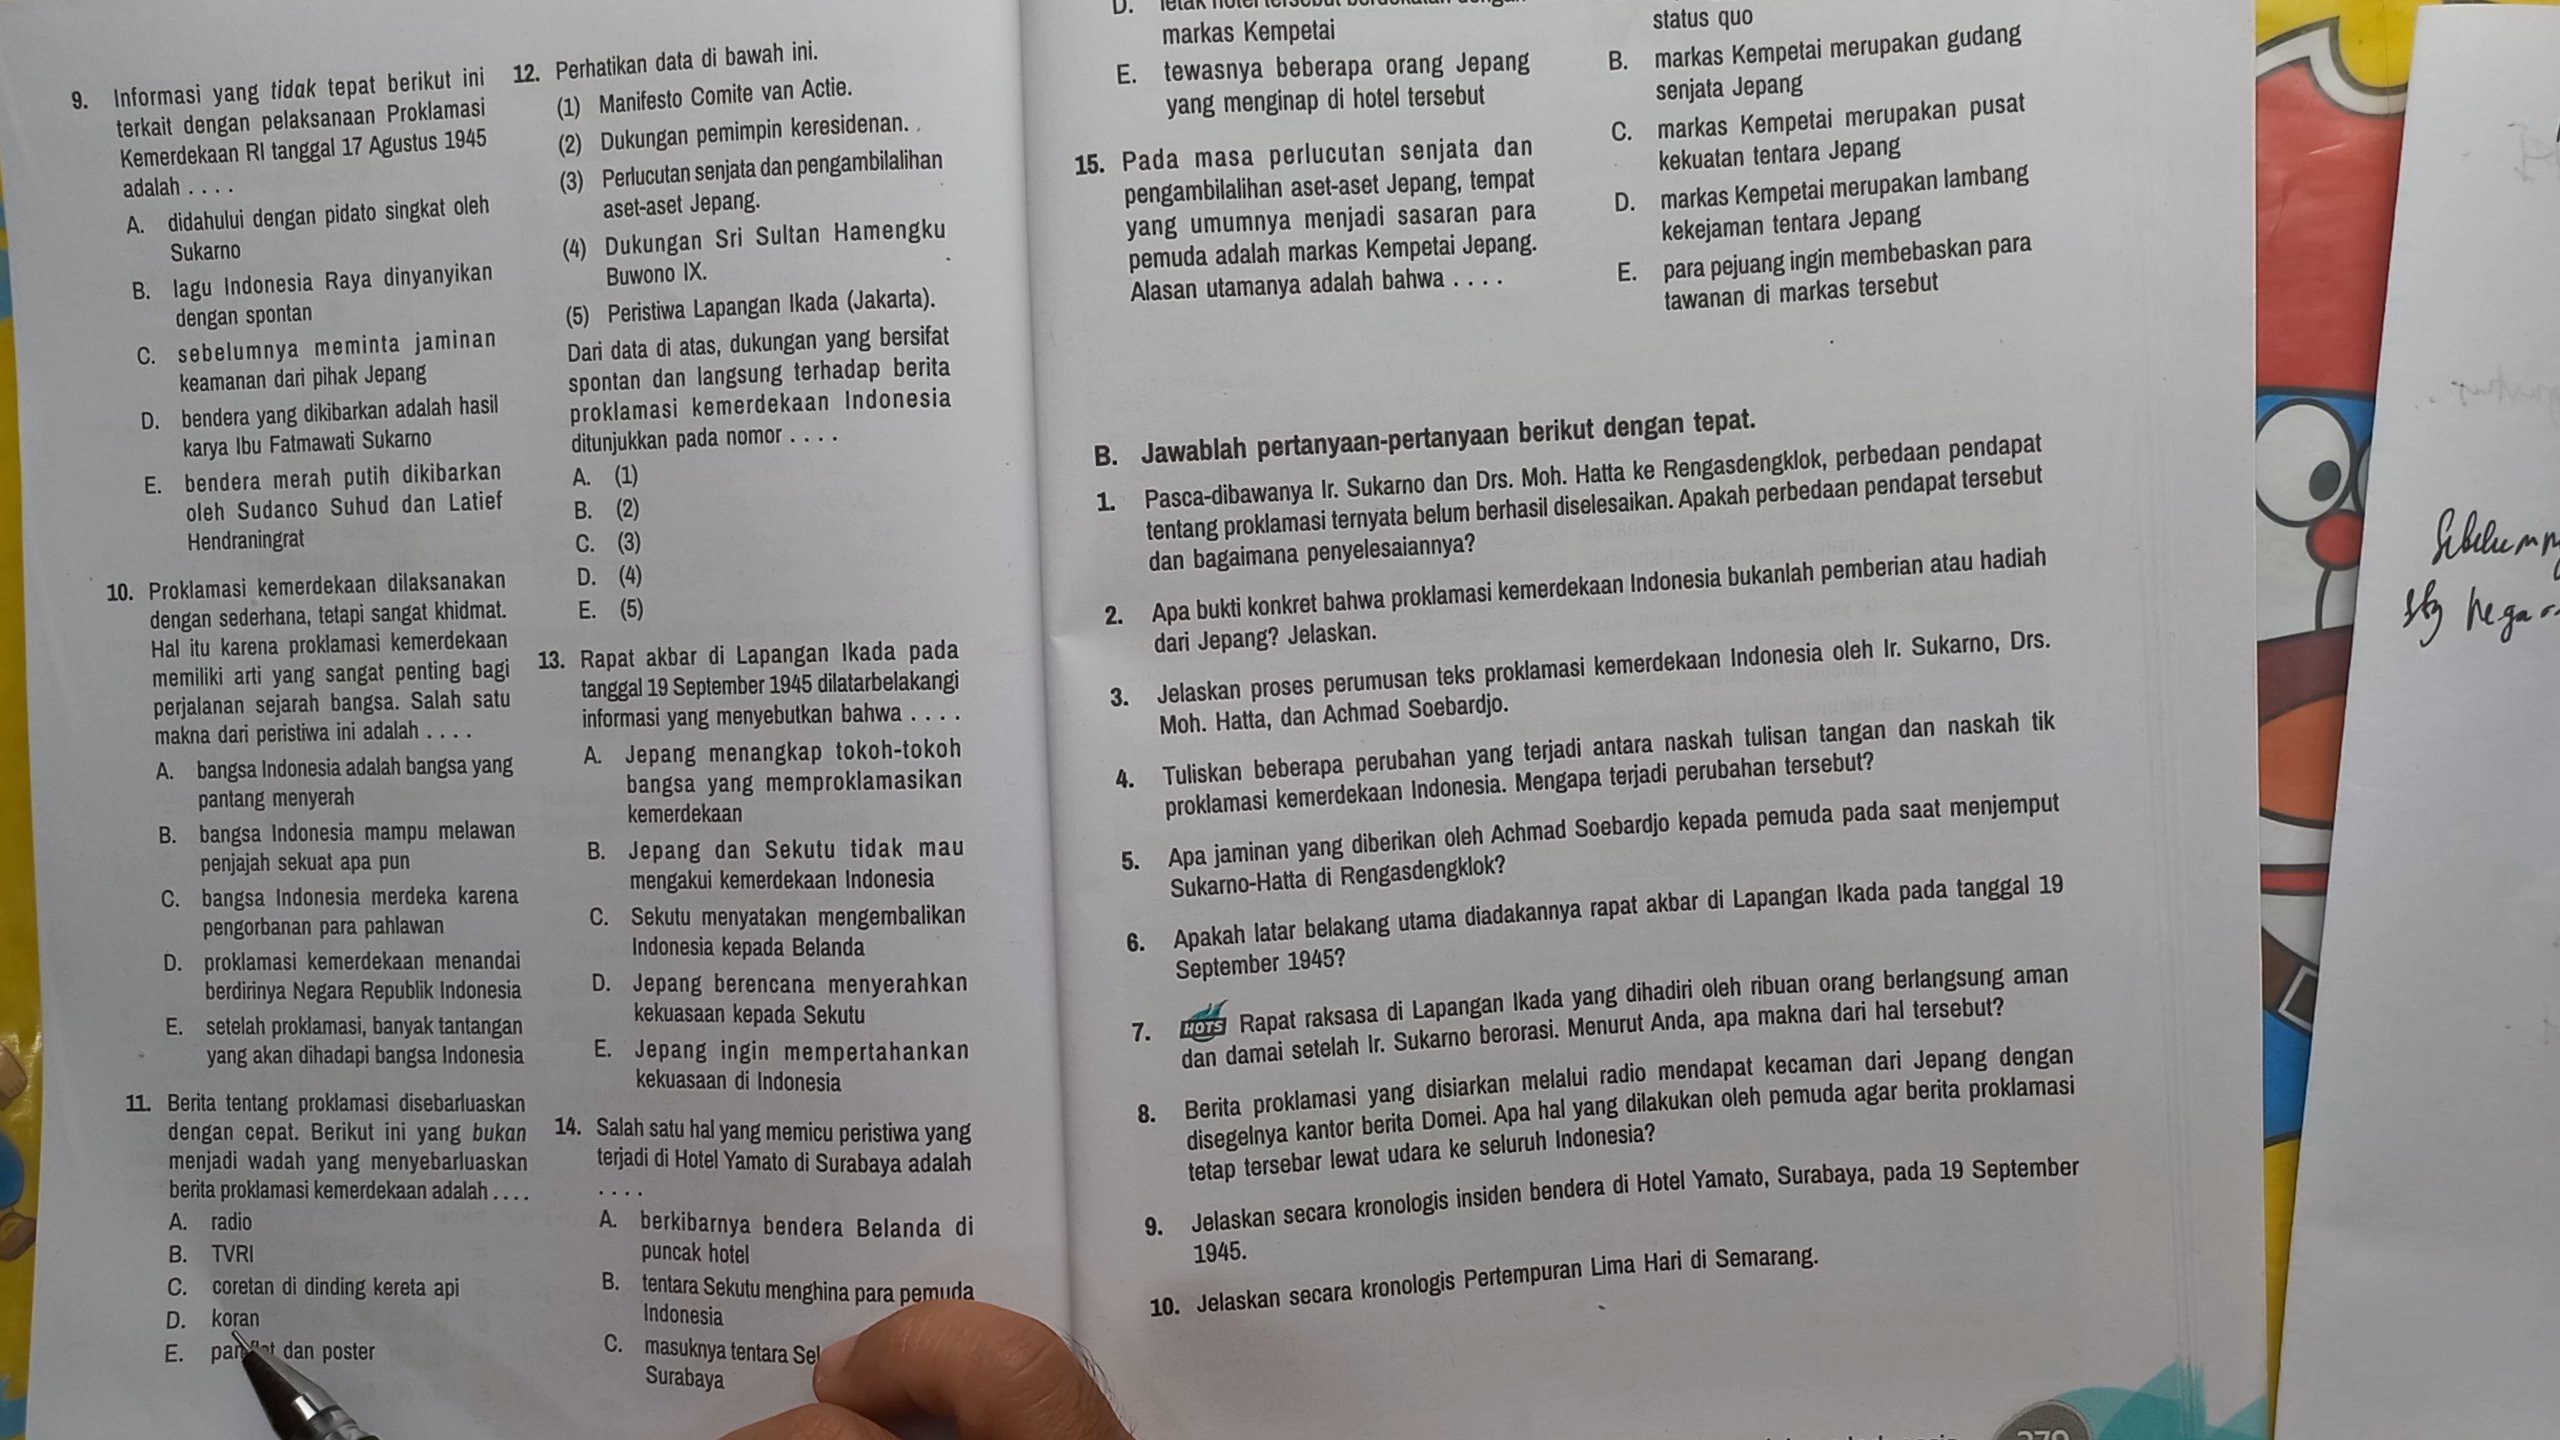 9. Informasi yang tidak tepat berikut ini
terkait dengan pelaksanaan Proklamasi
Kemerdekaan RI tanggal 17 Agustus 1945
adalah . . . .
A. didahului dengan pidato singkat oleh
Sukarno
B. lagu Indonesia Raya dinyanyikan
dengan spontan
C. sebelumnya meminta jaminan
keamanan dari pihak Jepang
D. bendera yang dikibarkan adalah hasil
karya Ibu Fatmawati Sukarno
E. bendera merah putih dikibarkan
oleh Sudanco Suhud dan Latief
Hendraningrat
10. Proklamasi kemerdekaan dilaksanakan
dengan sederhana, tetapi sangat khidmat.
Hal itu karena proklamasi kemerdekaan
memiliki arti yang sangat penting bagi
perjalanan sejarah bangsa. Salah satu
makna dari peristiwa ini adalah . . . .
A. bangsa Indonesia adalah bangsa yang
pantang menyerah
B. bangsa Indonesia mampu melawan
penjajah sekuat apa pun
C. bangsa Indonesia merdeka karena
pengorbanan para pahlawan
D. proklamasi kemerdekaan menandai
berdirinya Negara Republik Indonesia
E. setelah proklamasi, banyak tantangan
yang akan dihadapi bangsa Indonesia
11. Berita tentang proklamasi disebarluaskan
dengan cepat. Berikut ini yang bukan
menjadi wadah yang menyebarluaskan
berita proklamasi kemerdekaan adalah . . . .
A. radio
B. TVRI
C. coretan di dinding kereta api
D. koran
E. dan poster
12. Perhatikan data di bawah ini.
(1) Manifesto Comite van Actie.
(2) Dukungan pemimpin keresidenan.
(3) Perlucutan senjata dan pengambilalihan
aset-aset Jepang.
(4) Dukungan Sri Sultan Hamengku
Buwono IX.
(5) Peristiwa Lapangan Ikada (Jakarta).
Dari data di atas, dukungan yang bersifat
spontan dan langsung terhadap berita
proklamasi kemerdekaan Indonesia
ditunjukkan pada nomor . . . .
A. (1)
B. (2)
C. (3)
D. (4)
E. (5)
13. Rapat akbar di Lapangan Ikada pada
tanggal 19 September 1945 dilatarbelakangi
informasi yang menyebutkan bahwa . . . .
A. Jepang menangkap tokoh-tokoh
bangsa yang memproklamasikan
kemerdekaan
B. Jepang dan Sekutu tidak mau
mengakui kemerdekaan Indonesia
C. Sekutu menyatakan mengembalikan
Indonesia kepada Belanda
D. Jepang berencana menyerahkan
kekuasaan kepada Sekutu
E. Jepang ingin mempertahankan
kekuasaan di Indonesia
14. Salah satu hal yang memicu peristiwa yang
terjadi di Hotel Yamato di Surabaya adalah
. . . .
A. berkibarnya bendera Belanda di
puncak hotel
B. tentara Sekutu menghina para pemuda
Indonesia
C. masuknya tentara
Surabaya
D. letak hotel tersebut
markas Kempetai
E. tewasnya beberapa orang Jepang
yang menginap di hotel tersebut
15. Pada masa perlucutan senjata dan
pengambilalihan aset-aset Jepang, tempat
yang umumnya menjadi sasaran para
pemuda adalah markas Kempetai Jepang.
Alasan utamanya adalah bahwa . . . .
status quo
B. markas Kempetai merupakan gudang
senjata Jepang
C. markas Kempetai merupakan pusat
kekuatan tentara Jepang
D. markas Kempetai merupakan lambang
kekejaman tentara Jepang
E. para pejuang ingin membebaskan para
tawanan di markas tersebut
B. Jawablah pertanyaan-pertanyaan berikut dengan tepat.
1. Pasca-dibawanya Ir. Sukarno dan Drs. Moh. Hatta ke Rengasdengklok, perbedaan pendapat
tentang proklamasi ternyata belum berhasil diselesaikan. Apakah perbedaan pendapat tersebut
dan bagaimana penyelesaiannya?
2. Apa bukti konkret bahwa proklamasi kemerdekaan Indonesia bukanlah pemberian atau hadiah
dari Jepang? Jelaskan.
3. Jelaskan proses perumusan teks proklamasi kemerdekaan Indonesia oleh Ir. Sukarno, Drs.
Moh. Hatta, dan Achmad Soebardjo.
4. Tuliskan beberapa perubahan yang terjadi antara naskah tulisan tangan dan naskah tik
proklamasi kemerdekaan Indonesia. Mengapa terjadi perubahan tersebut?
5. Apa jaminan yang diberikan oleh Achmad Soebardjo kepada pemuda pada saat menjemput
Sukarno-Hatta di Rengasdengklok?
6. Apakah latar belakang utama diadakannya rapat akbar di Lapangan Ikada pada tanggal 19
September 1945?
7. HOTS Rapat raksasa di Lapangan Ikada yang dihadiri oleh ribuan orang berlangsung aman
dan damai setelah Ir. Sukarno berorasi. Menurut Anda, apa makna dari hal tersebut?
8. Berita proklamasi yang disiarkan melalui radio mendapat kecaman dari Jepang dengan
disegelnya kantor berita Domei. Apa hal yang dilakukan oleh pemuda agar berita proklamasi
tetap tersebar lewat udara ke seluruh Indonesia?
9. Jelaskan secara kronologis insiden bendera di Hotel Yamato, Surabaya, pada 19 September
1945.
10. Jelaskan secara kronologis Pertempuran Lima Hari di Semarang.